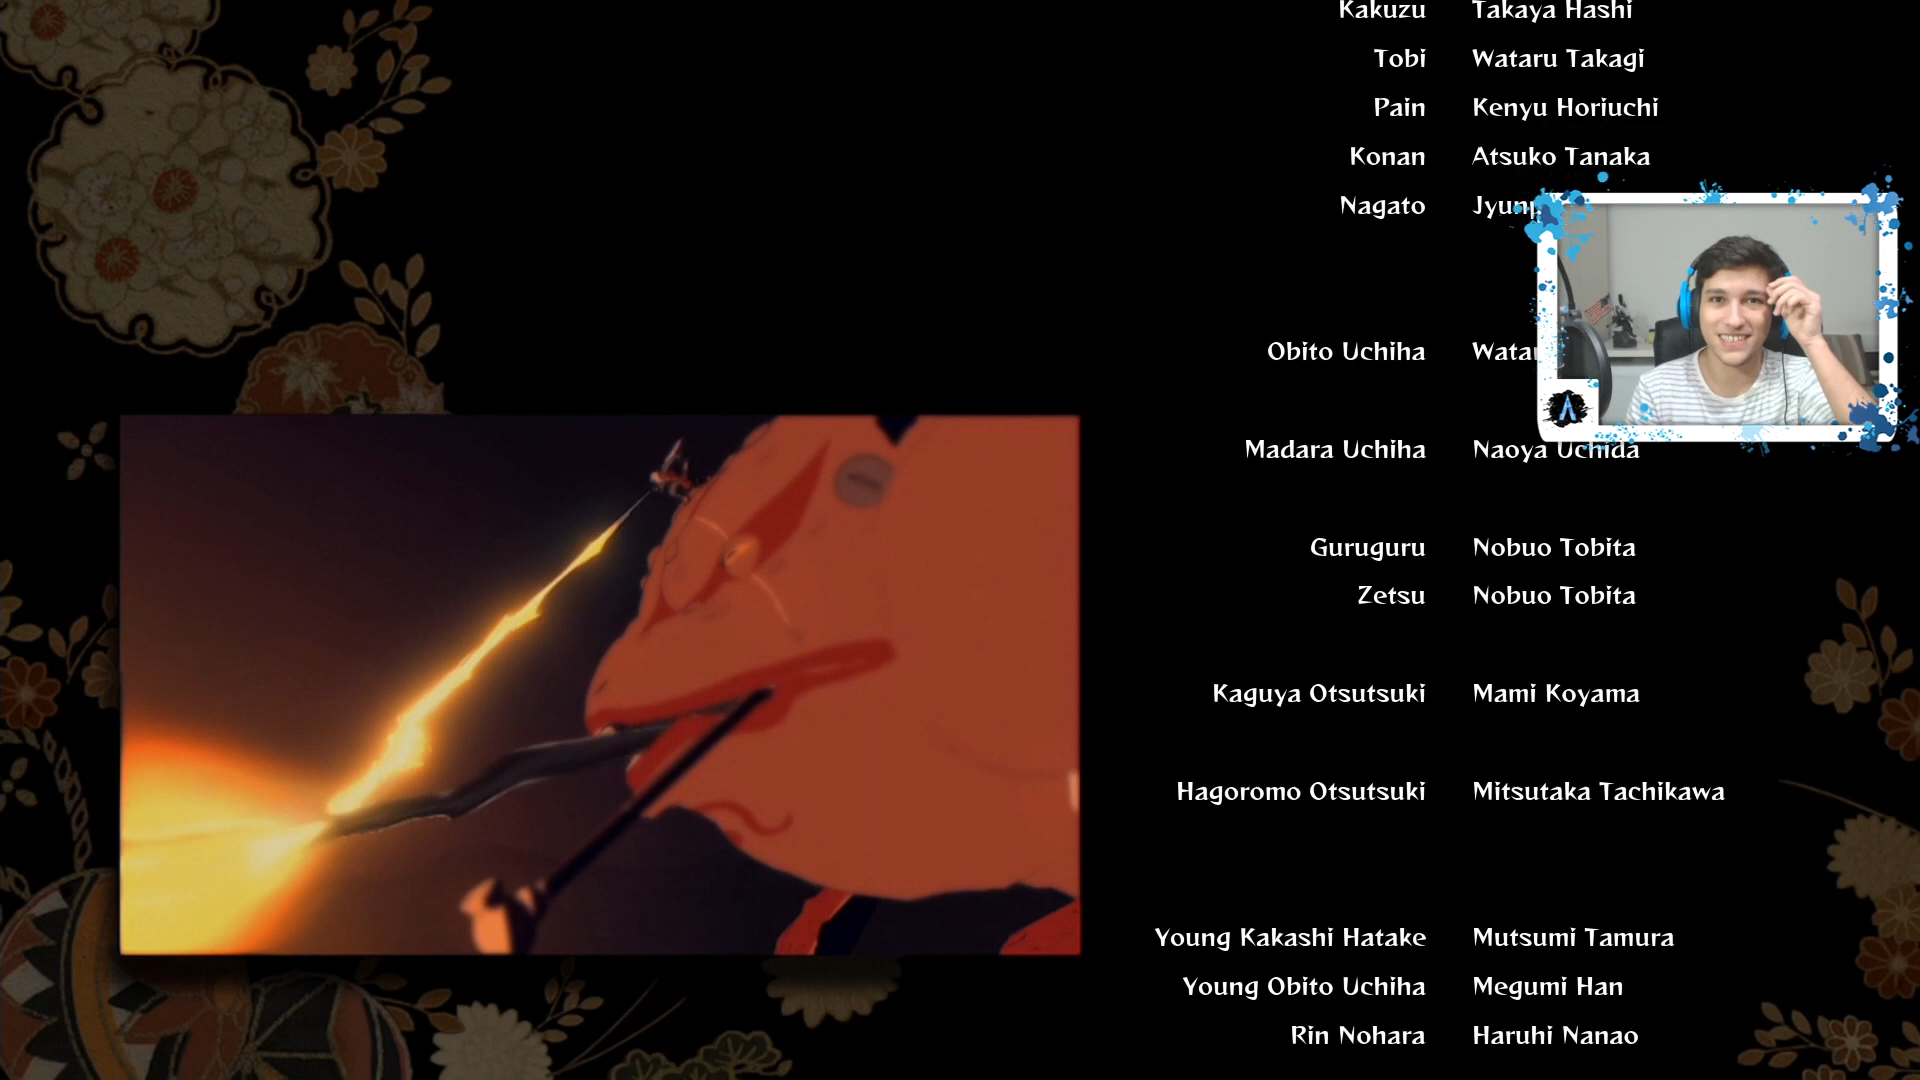 Kakuzu Takaya Hashi
Tobi Wataru Takagi
Pain Kenyu Horiuchi
Konan Atsuko Tanaka
Nagato
Obito Uchiha
Madara Uchiha Naoya Uchida
Guruguru Nobuo Tobita
Zetsu Nobuo Tobita
Kaguya Otsutsuki Mami Koyama
Hagoromo Otsutsuki Mitsutaka Tachikawa
Young Kakashi Hatake Mutsumi Tamura
Young Obito Uchiha Megumi Han
Rin Nohara Haruhi Nanao